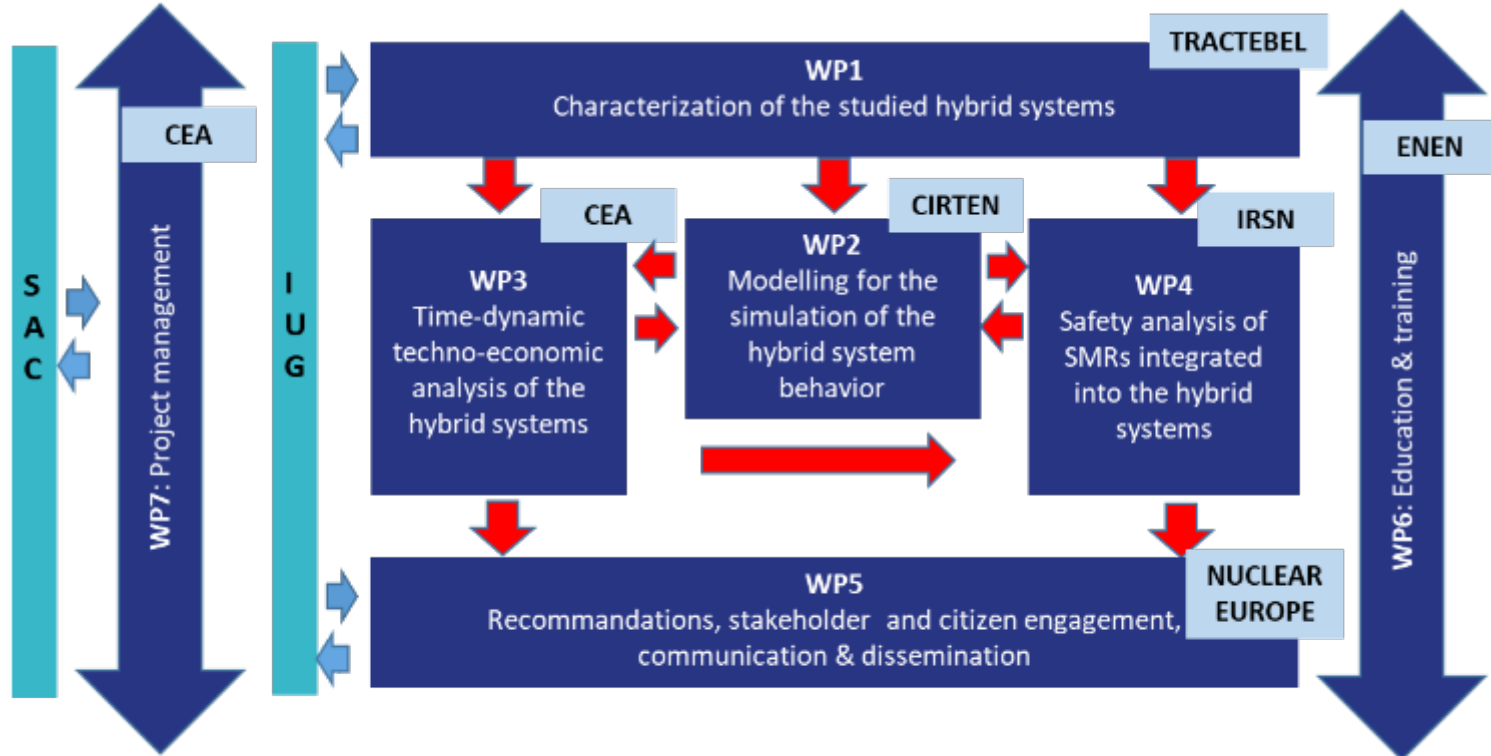 S
A
C
WP7: Project management
CEA
I
U
G
TRACTEBEL
WP1
Characterization of the studied hybrid systems
CEA
WP3
Time-dynamic
techno-economic
analysis of the
hybrid systems
CIRTEN
WP2
Modelling for the
simulation of the
hybrid system
behavior
IRSN
WP4
Safety analysis of
SMRs integrated
into the hybrid
systems
NUCLEAR
EUROPE
WP5
Recommandations, stakeholder and citizen engagement,
communication & dissemination
ENEN
WP6: Education & training